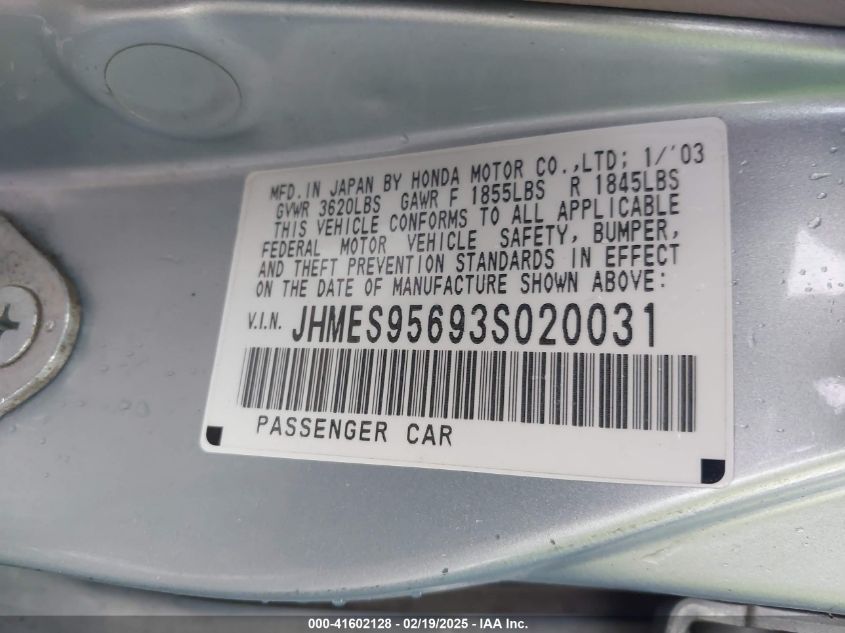 MFD. IN JAPAN BY HONDA MOTOR CO.,LTD; 1/'03
GVWR 3620LBS GAWR F 1855LBS R 1845LBS
THIS VEHICLE CONFORMS TO ALL APPLICABLE
FEDERAL MOTOR VEHICLE SAFETY, BUMPER,
AND THEFT PREVENTION STANDARDS IN EFFECT
ON THE DATE OF MANUFACTURE SHOWN ABOVE:
V.I.N. JHMES95693S020031
PASSENGER CAR
000-41602128 - 02/19/2025 - IAA Inc.